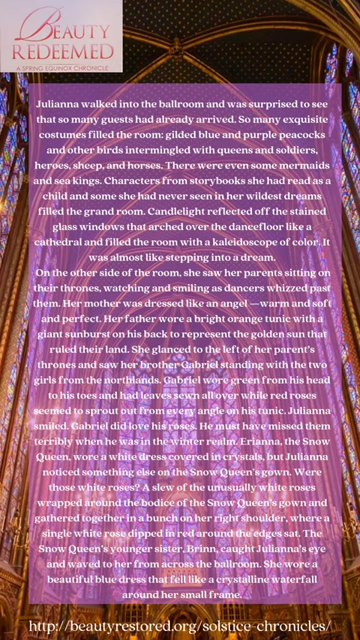 Beauty
REDEEMED
A SPRING EQUINOX CHRONICLE
Julianna walked into the ballroom and was surprised to see
that so many guests had already arrived. So many exquisite
costumes filled the room: gilded blue and purple peacocks
and other birds intermingled with queens and soldiers,
heroes, sheep, and horses. There were even some mermaids
and sea kings. Characters from storybooks she had read as a
child and some she had never seen in her wildest dreams
filled the grand room. Candlelight reflected off the stained
glass windows that arched over the dancefloor like a
cathedral and filled the room with a kaleidoscope of color. It
was almost like stepping into a dream.
On the other side of the room, she saw her parents sitting on
their thrones, watching and smiling as dancers whizzed past
them. Her mother was dressed like an angel —warm and soft
and perfect. Her father wore a bright orange tunic with a
giant sunburst on his back to represent the golden sun that
ruled their land. She glanced to the left of her parent's
thrones and saw her brother Gabriel standing with the two
girls from the northlands. Gabriel wore green from his head
to his toes and had leaves sewn all over while red roses
seemed to sprout out from every angle on his tunic. Julianna
smiled. Gabriel did love his roses. He must have missed them
terribly when he was in the winter realm. Erianna, the Snow
Queen, wore a white dress covered in crystals, but Julianna
noticed something else on the Snow Queen's gown. Were
those white roses? A slew of the unusually white roses
wrapped around the bodice of the Snow Queen's gown and
gathered together in a bunch on her right shoulder, where a
single white rose dipped in red around the edges sat. The
Snow Queen's younger sister, Brinn, caught Julianna's eye
and waved to her from across the ballroom. She wore a
beautiful blue dress that fell like a crystalline waterfall
around her small frame.
http://beautyrestored.org/solstice-chronicles/